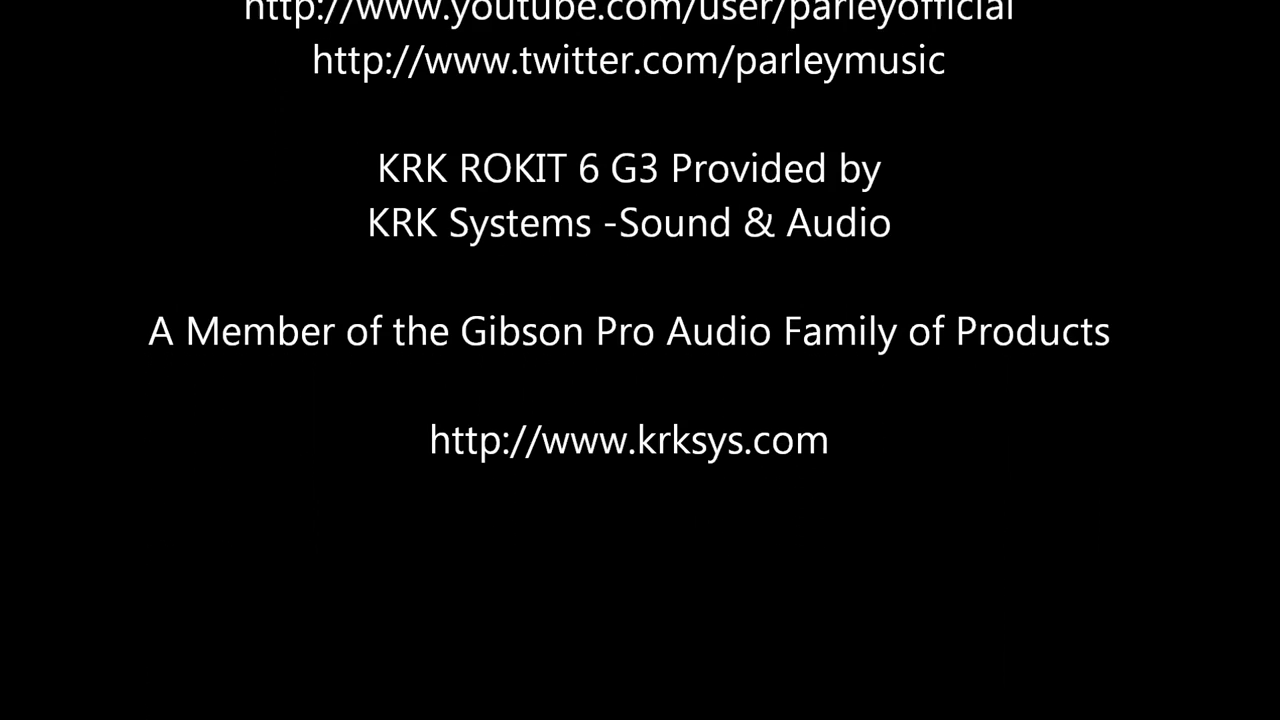 http://www.youtube.com/user/parleyofficial
http://www.twitter.com/parleymusic
KRK ROKIT 6 G3 Provided by
KRK Systems -Sound & Audio
A Member of the Gibson Pro Audio Family of Products
http://www.krksys.com